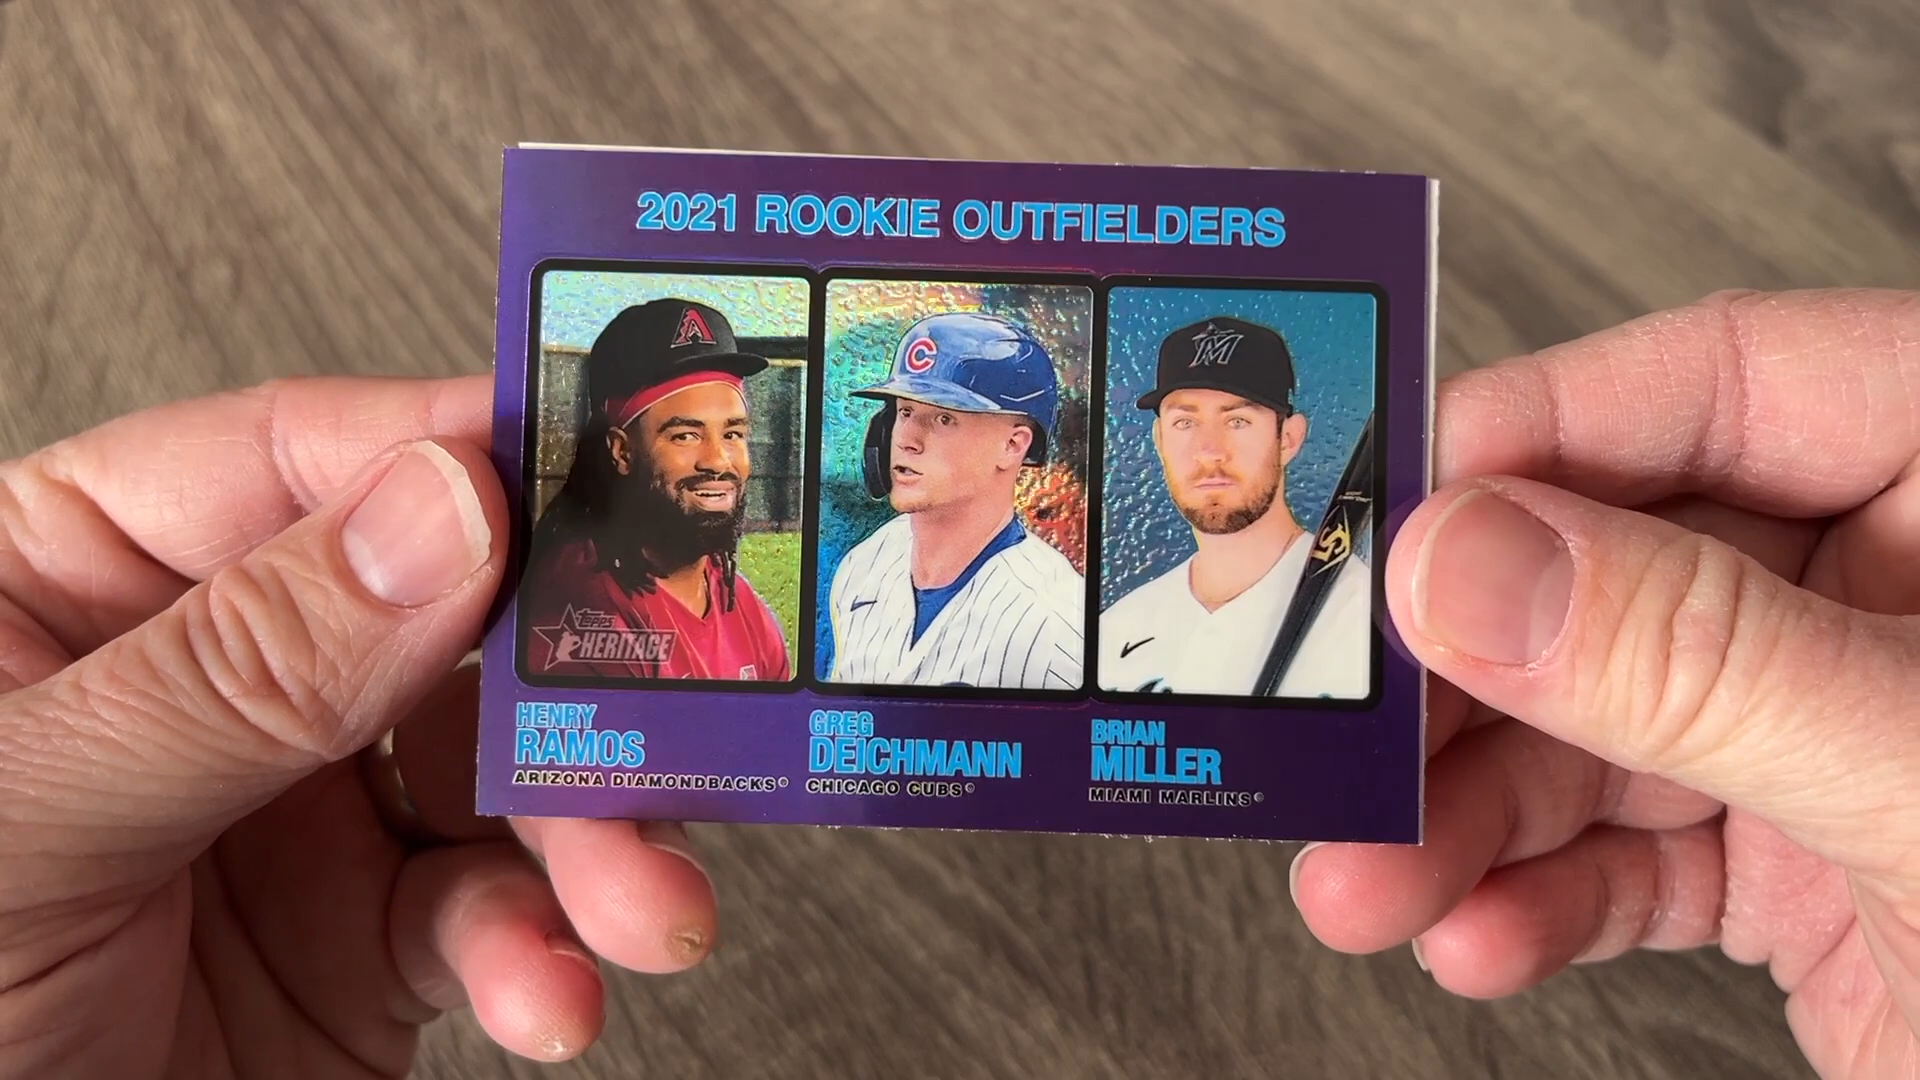 2021 ROOKIE OUTFIELDERS
A
C
M
Topps
HERITAGE
HENRY
RAMOS
ARIZONA DIAMONDBACKS®
GREG
DEICHMANN
CHICAGO CUBS®
BRIAN
MILLER
MIAMI MARLINS®